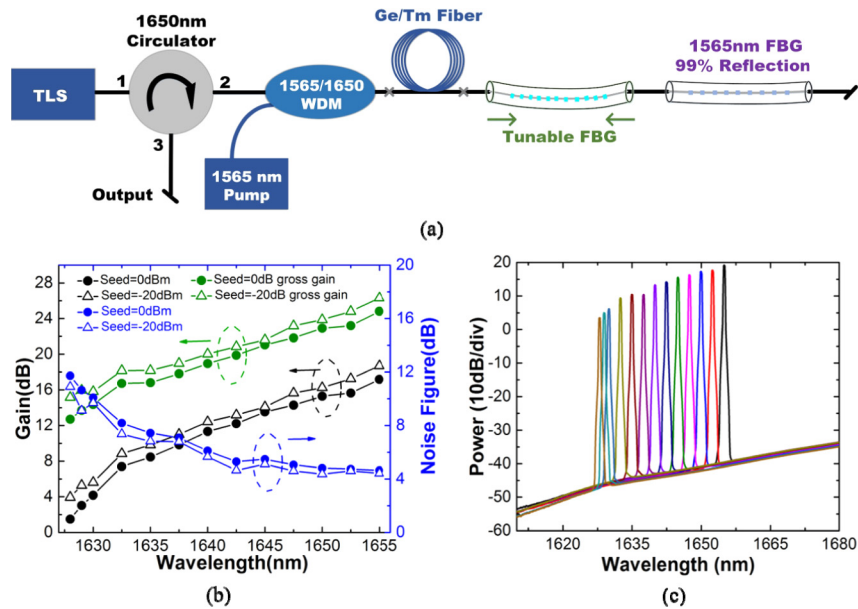 1650nm
Circulator
1
2
3
TLS
Output
1565/1650
WDM
1565 nm
Pump
Ge/Tm Fiber
Tunable FBG
1565nm FBG
99% Reflection
(a)
Gain(dB)
28
24
20
16
12
8
4
0
Seed=0dBm
Seed=-20dBm
Seed=0dBm
Seed=-20dBm
Seed=0dB gross gain
Seed=-20dB gross gain
20
16
12
8
4
0
Noise Figure(dB)
1630 1635 1640 1645 1650 1655
Wavelength(nm)
(b)
Power (10dB/div)
20
10
0
-10
-20
-30
-40
-50
-60
1620 1635 1650 1665 1680
Wavelength (nm)
(c)